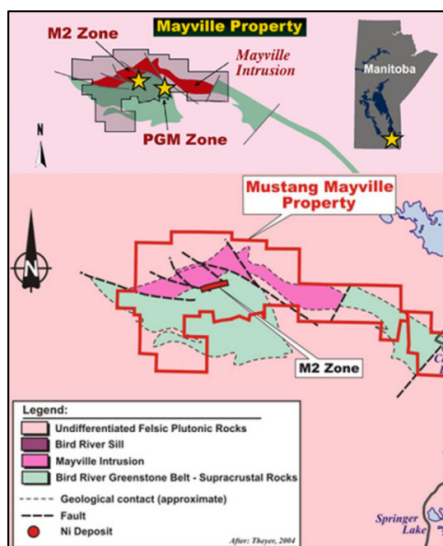 Mayville Property
M2 Zone
Mayville
Intrusion
PGM Zone
N
Manitoba
Mustang Mayville
Property
N
M2 Zone
Legend:
Undifferentiated Felsic Plutonic Rocks
Bird River Sill
Mayville Intrusion
Bird River Greenstone Belt - Supracrustal Rocks
Geological contact (approximate)
Fault
Ni Deposit
After: Theyer, 2004
Springer
Lake